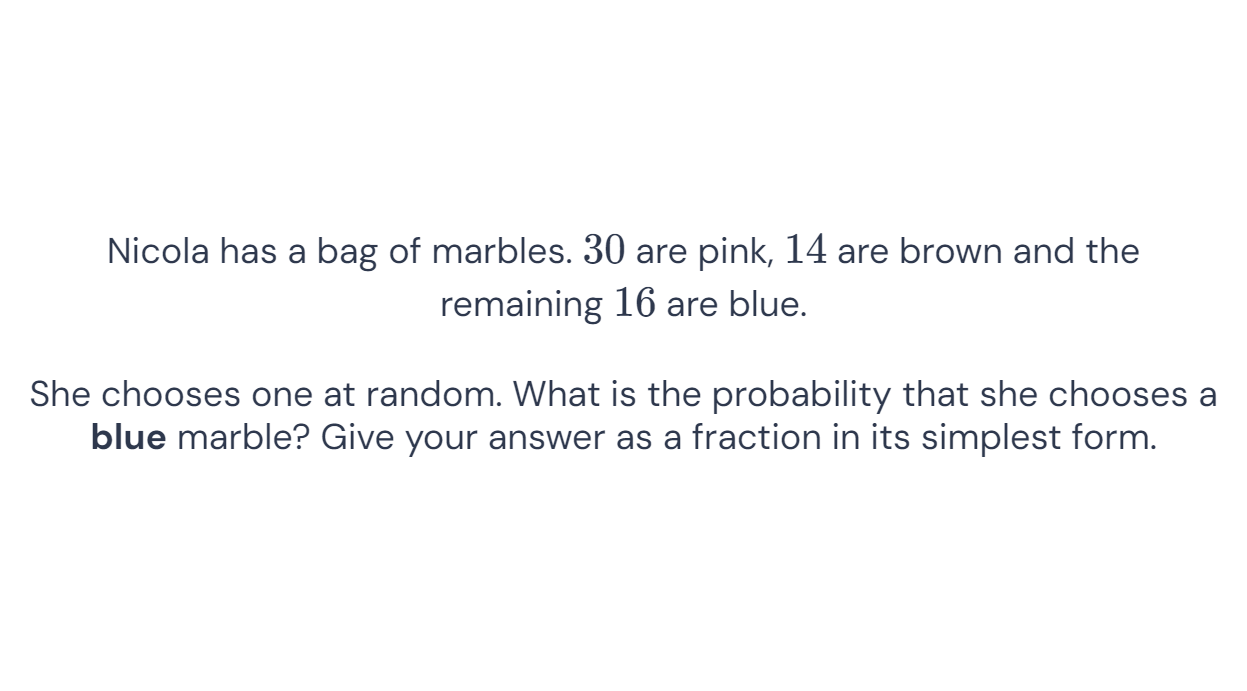 Nicola has a bag of marbles. 30 are pink, 14 are brown and the
remaining 16 are blue.
She chooses one at random. What is the probability that she chooses a
blue marble? Give your answer as a fraction in its simplest form.